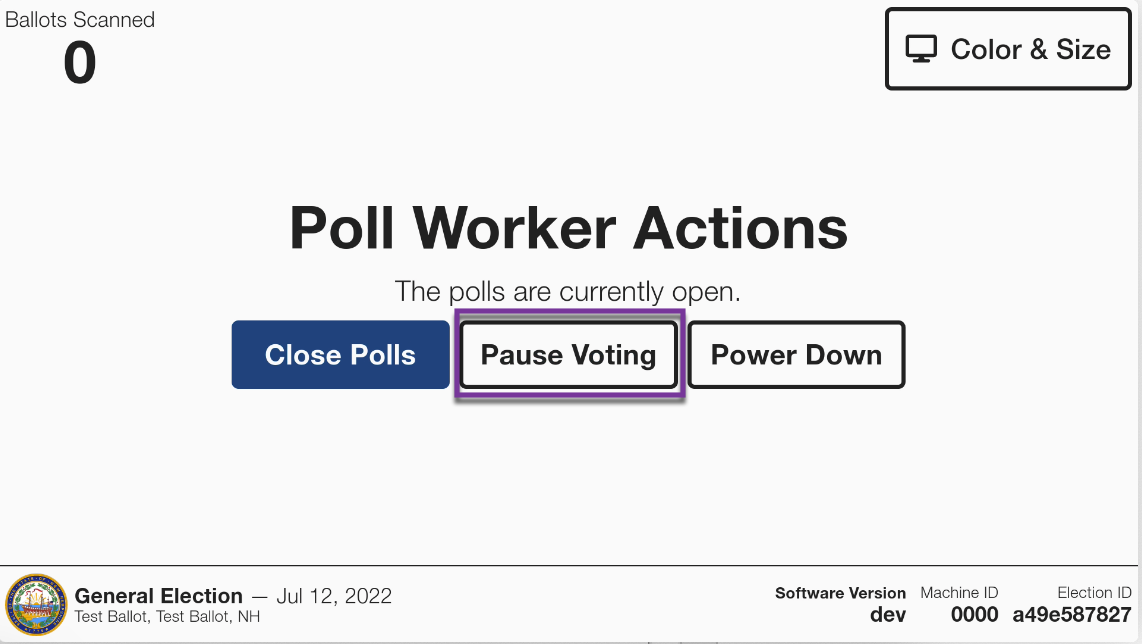 Ballots Scanned
0
Color & Size
Poll Worker Actions
The polls are currently open.
Close Polls
Pause Voting
Power Down
General Election — Jul 12, 2022
Test Ballot, Test Ballot, NH
Software Version
dev
Machine ID
0000
Election ID
a49e587827